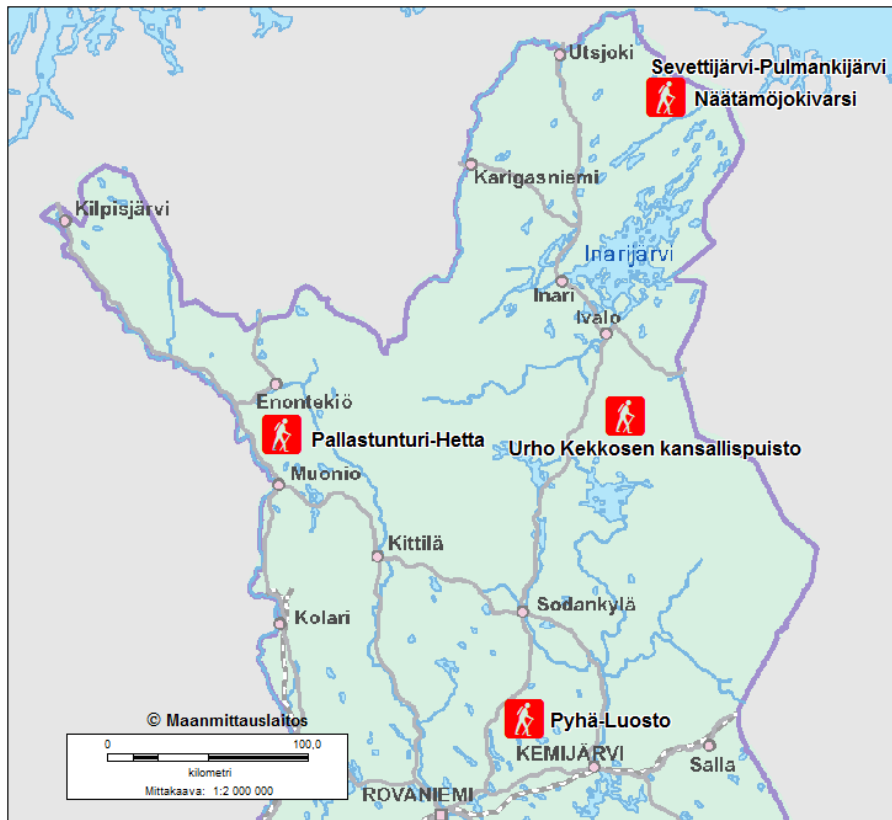 Utsjoki
Sevettijärvi-Pulmankijärvi
Näätämöjokivarsi
Karigasniemi
Kilpisjärvi
Inarijärvi
Inari
Ivalo
Enontekiö
Pallastunturi-Hetta
Urho Kekkosen kansallispuisto
Muonio
Kittilä
Sodankylä
Kolari
© Maanmittauslaitos
Pyhä-Luosto
0 100,0
KEMIJÄRVI
Salla
kilometri
Mittakaava: 1:2 000 000
ROVANIEMI